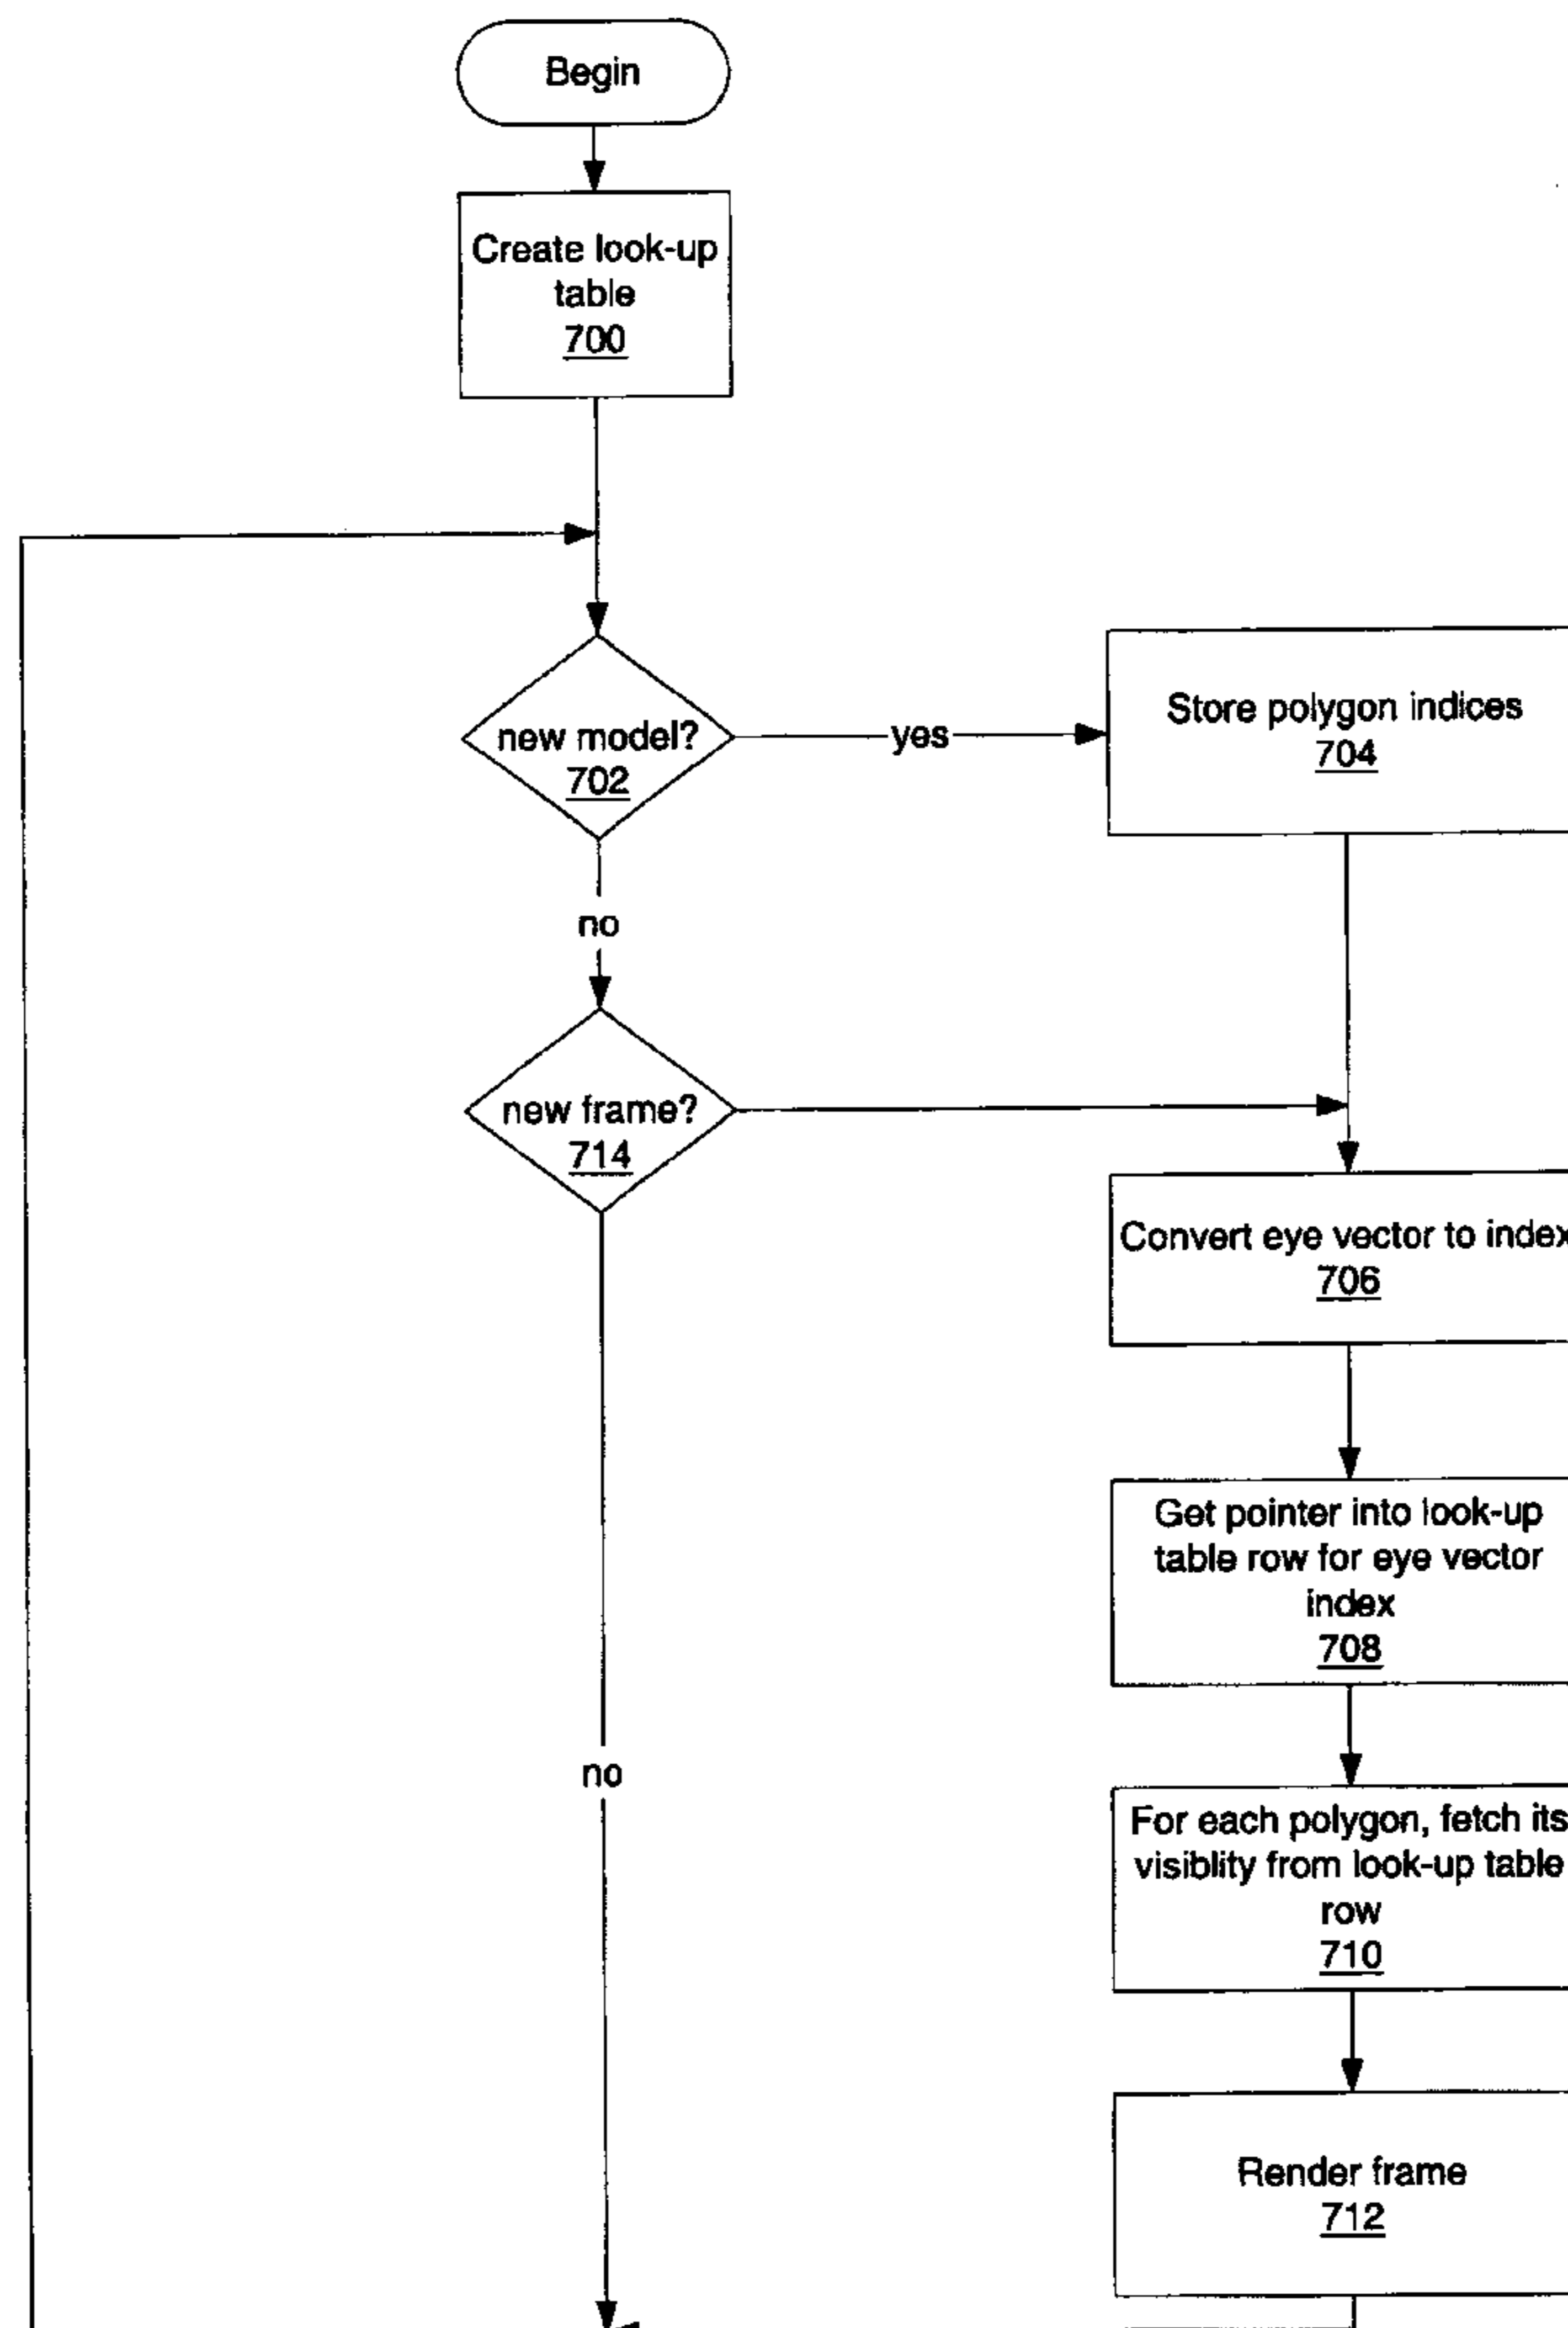 Begin
Create look-up
table
700
new model?
702
yes
Store polygon indices
704
no
new frame?
714
Convert eye vector to index
706
Get pointer into look-up
table row for eye vector
index
708
no
For each polygon, fetch its
visiblity from look-up table
row
710
Render frame
712